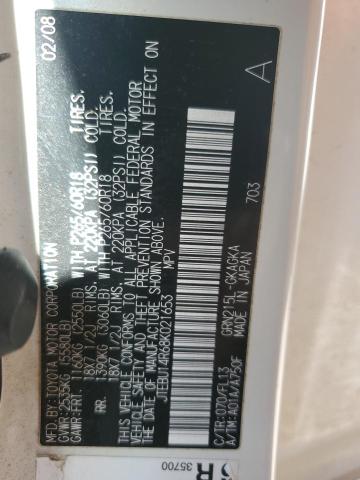 MFD. BY: TOYOTA MOTOR CORPORATION 02/08
GVWR: 2535KG (5580LB)
GAWR: FRT. 1160KG (2550LB) WITH P265/60R18 TIRES.
18X7 1/2J RIMS. AT 220KPA (32PSI) COLD.
RR. 1390KG (3060LB) WITH P265/60R18 TIRES.
18X7 1/2J RIMS. AT 220KPA (32PSI) COLD.
THIS VEHICLE CONFORMS TO ALL APPLICABLE FEDERAL MOTOR
VEHICLE SAFETY AND THEFT PREVENTION STANDARDS IN EFFECT ON
THE DATE OF MANUFACTURE SHOWN ABOVE.
JTEBU14R68K021653 MPV
A
C/TR: 070/FL13 GRN215L-GKAGKA 703
A/TM: A01A/A750F MADE IN JAPAN
R 35700